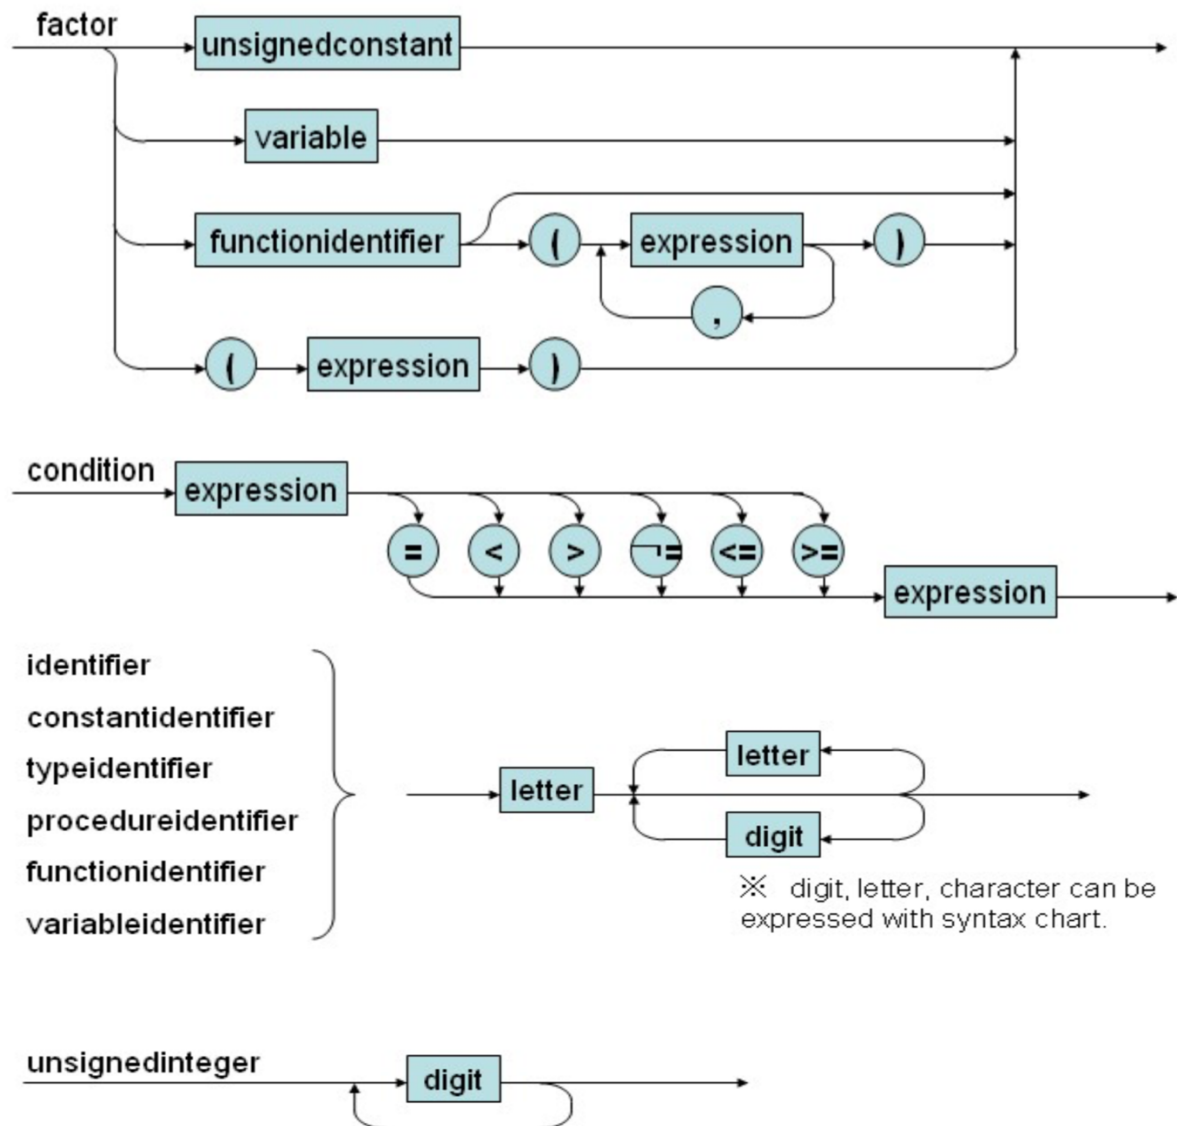 factor
unsignedconstant
variable
functionidentifier ( expression )
,
( expression )
condition
expression
= < > ¬= <= >=
expression
identifier
constantidentifier
typeidentifier
procedureidentifier
functionidentifier
variableidentifier
letter
letter
digit
※ digit, letter, character can be
expressed with syntax chart.
unsignedinteger
digit